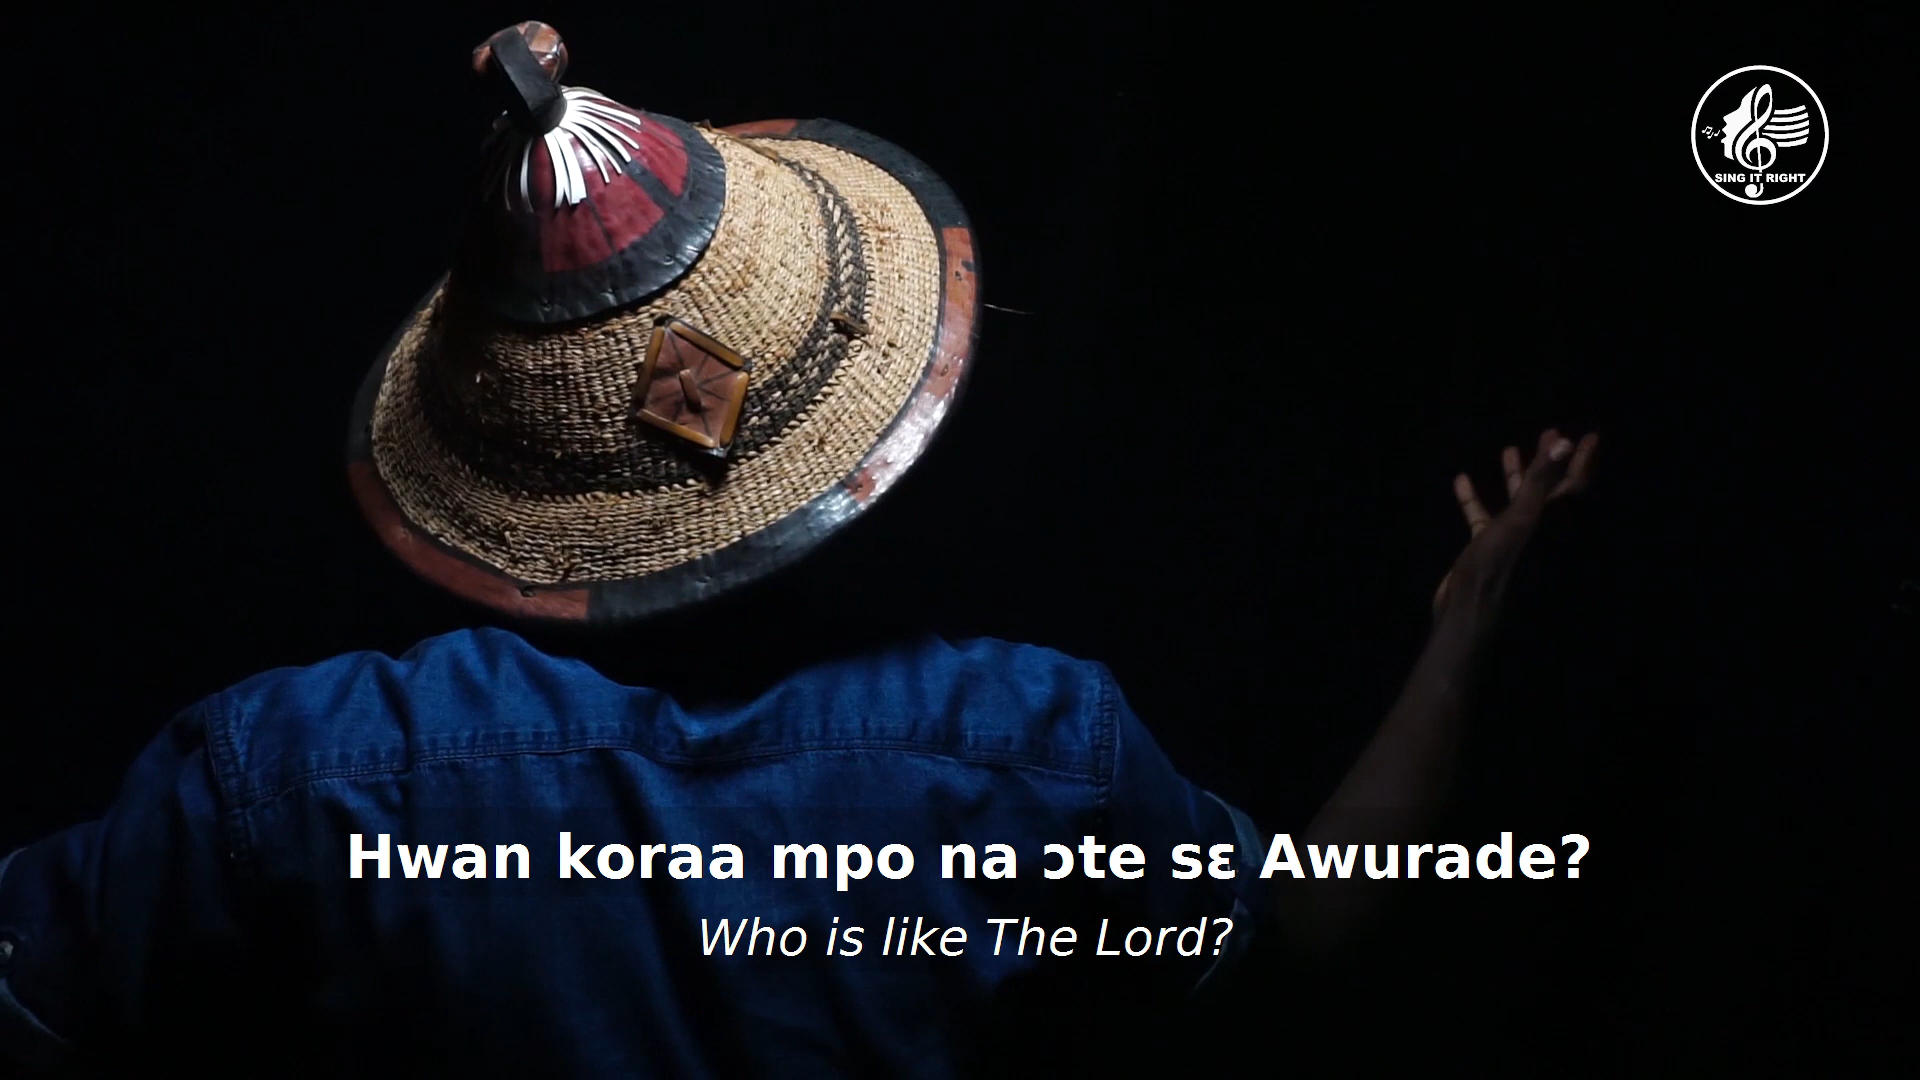 SING IT RIGHT
Hwan koraa mpo na ɔte sɛ Awurade?
Who is like The Lord?